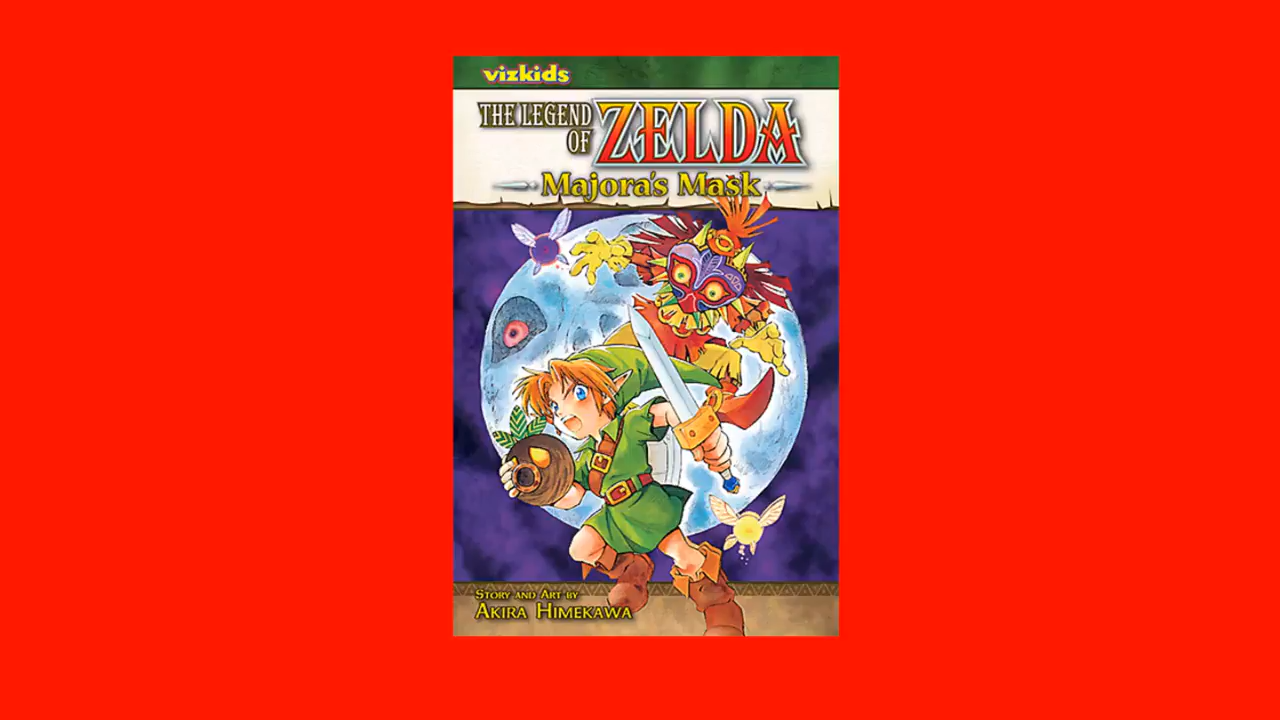 vizkids
THE LEGEND
OF ZELDA
Majora's Mask
STORY AND ART BY
AKIRA HIMEKAWA